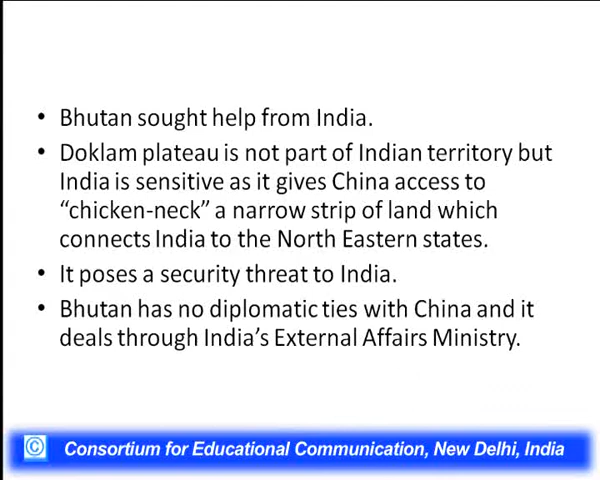 • Bhutan sought help from India.
• Doklam plateau is not part of Indian territory but
India is sensitive as it gives China access to
“chicken-neck” a narrow strip of land which
connects India to the North Eastern states.
• It poses a security threat to India.
• Bhutan has no diplomatic ties with China and it
deals through India’s External Affairs Ministry.
© Consortium for Educational Communication, New Delhi, India